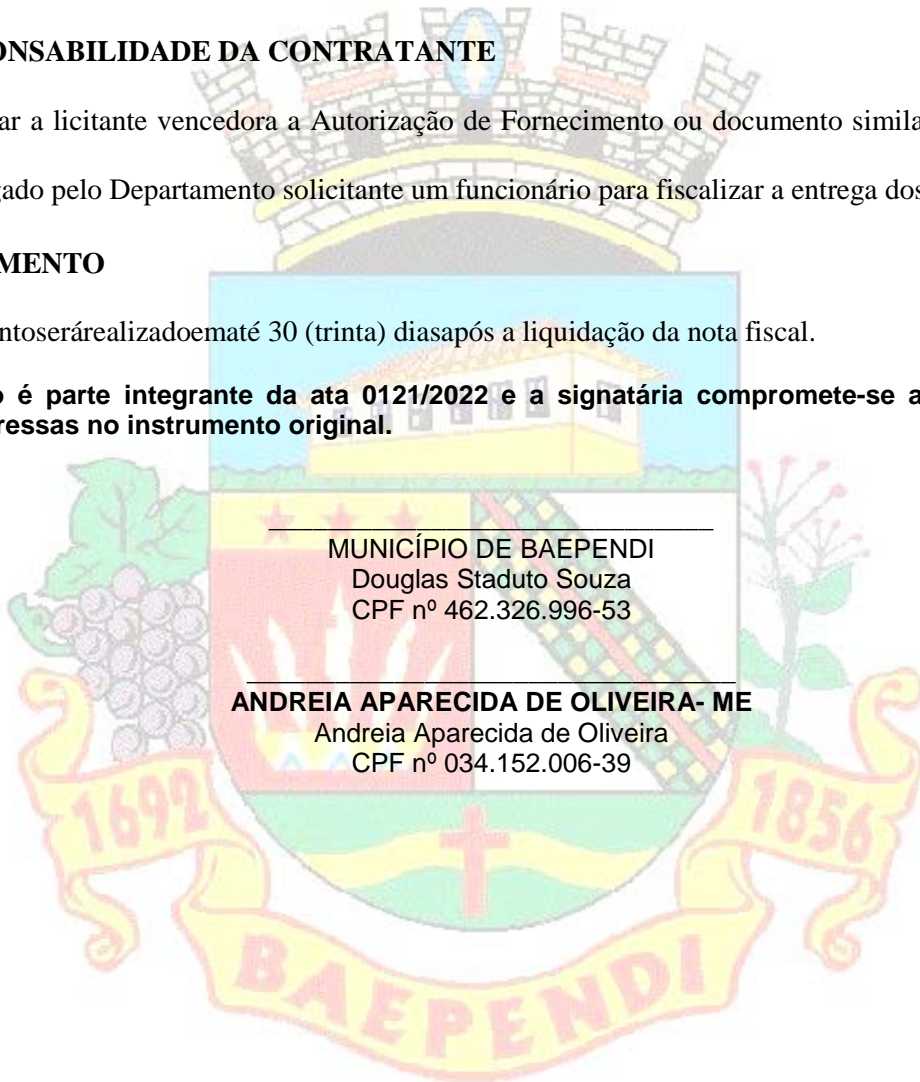 ONSABILIDADE DA CONTRATANTE
ar a licitante vencedora a Autorização de Fornecimento ou documento simila
gado pelo Departamento solicitante um funcionário para fiscalizar a entrega dos
MENTO
ntoserárealizadoematé 30 (trinta) diasapós a liquidação da nota fiscal.
o é parte integrante da ata 0121/2022 e a signatária compromete-se a
ressas no instrumento original.
MUNICÍPIO DE BAEPENDI
Douglas Staduto Souza
CPF nº 462.326.996-53
ANDREIA APARECIDA DE OLIVEIRA- ME
Andreia Aparecida de Oliveira
CPF nº 034.152.006-39
1692
1856
BAEPENDI